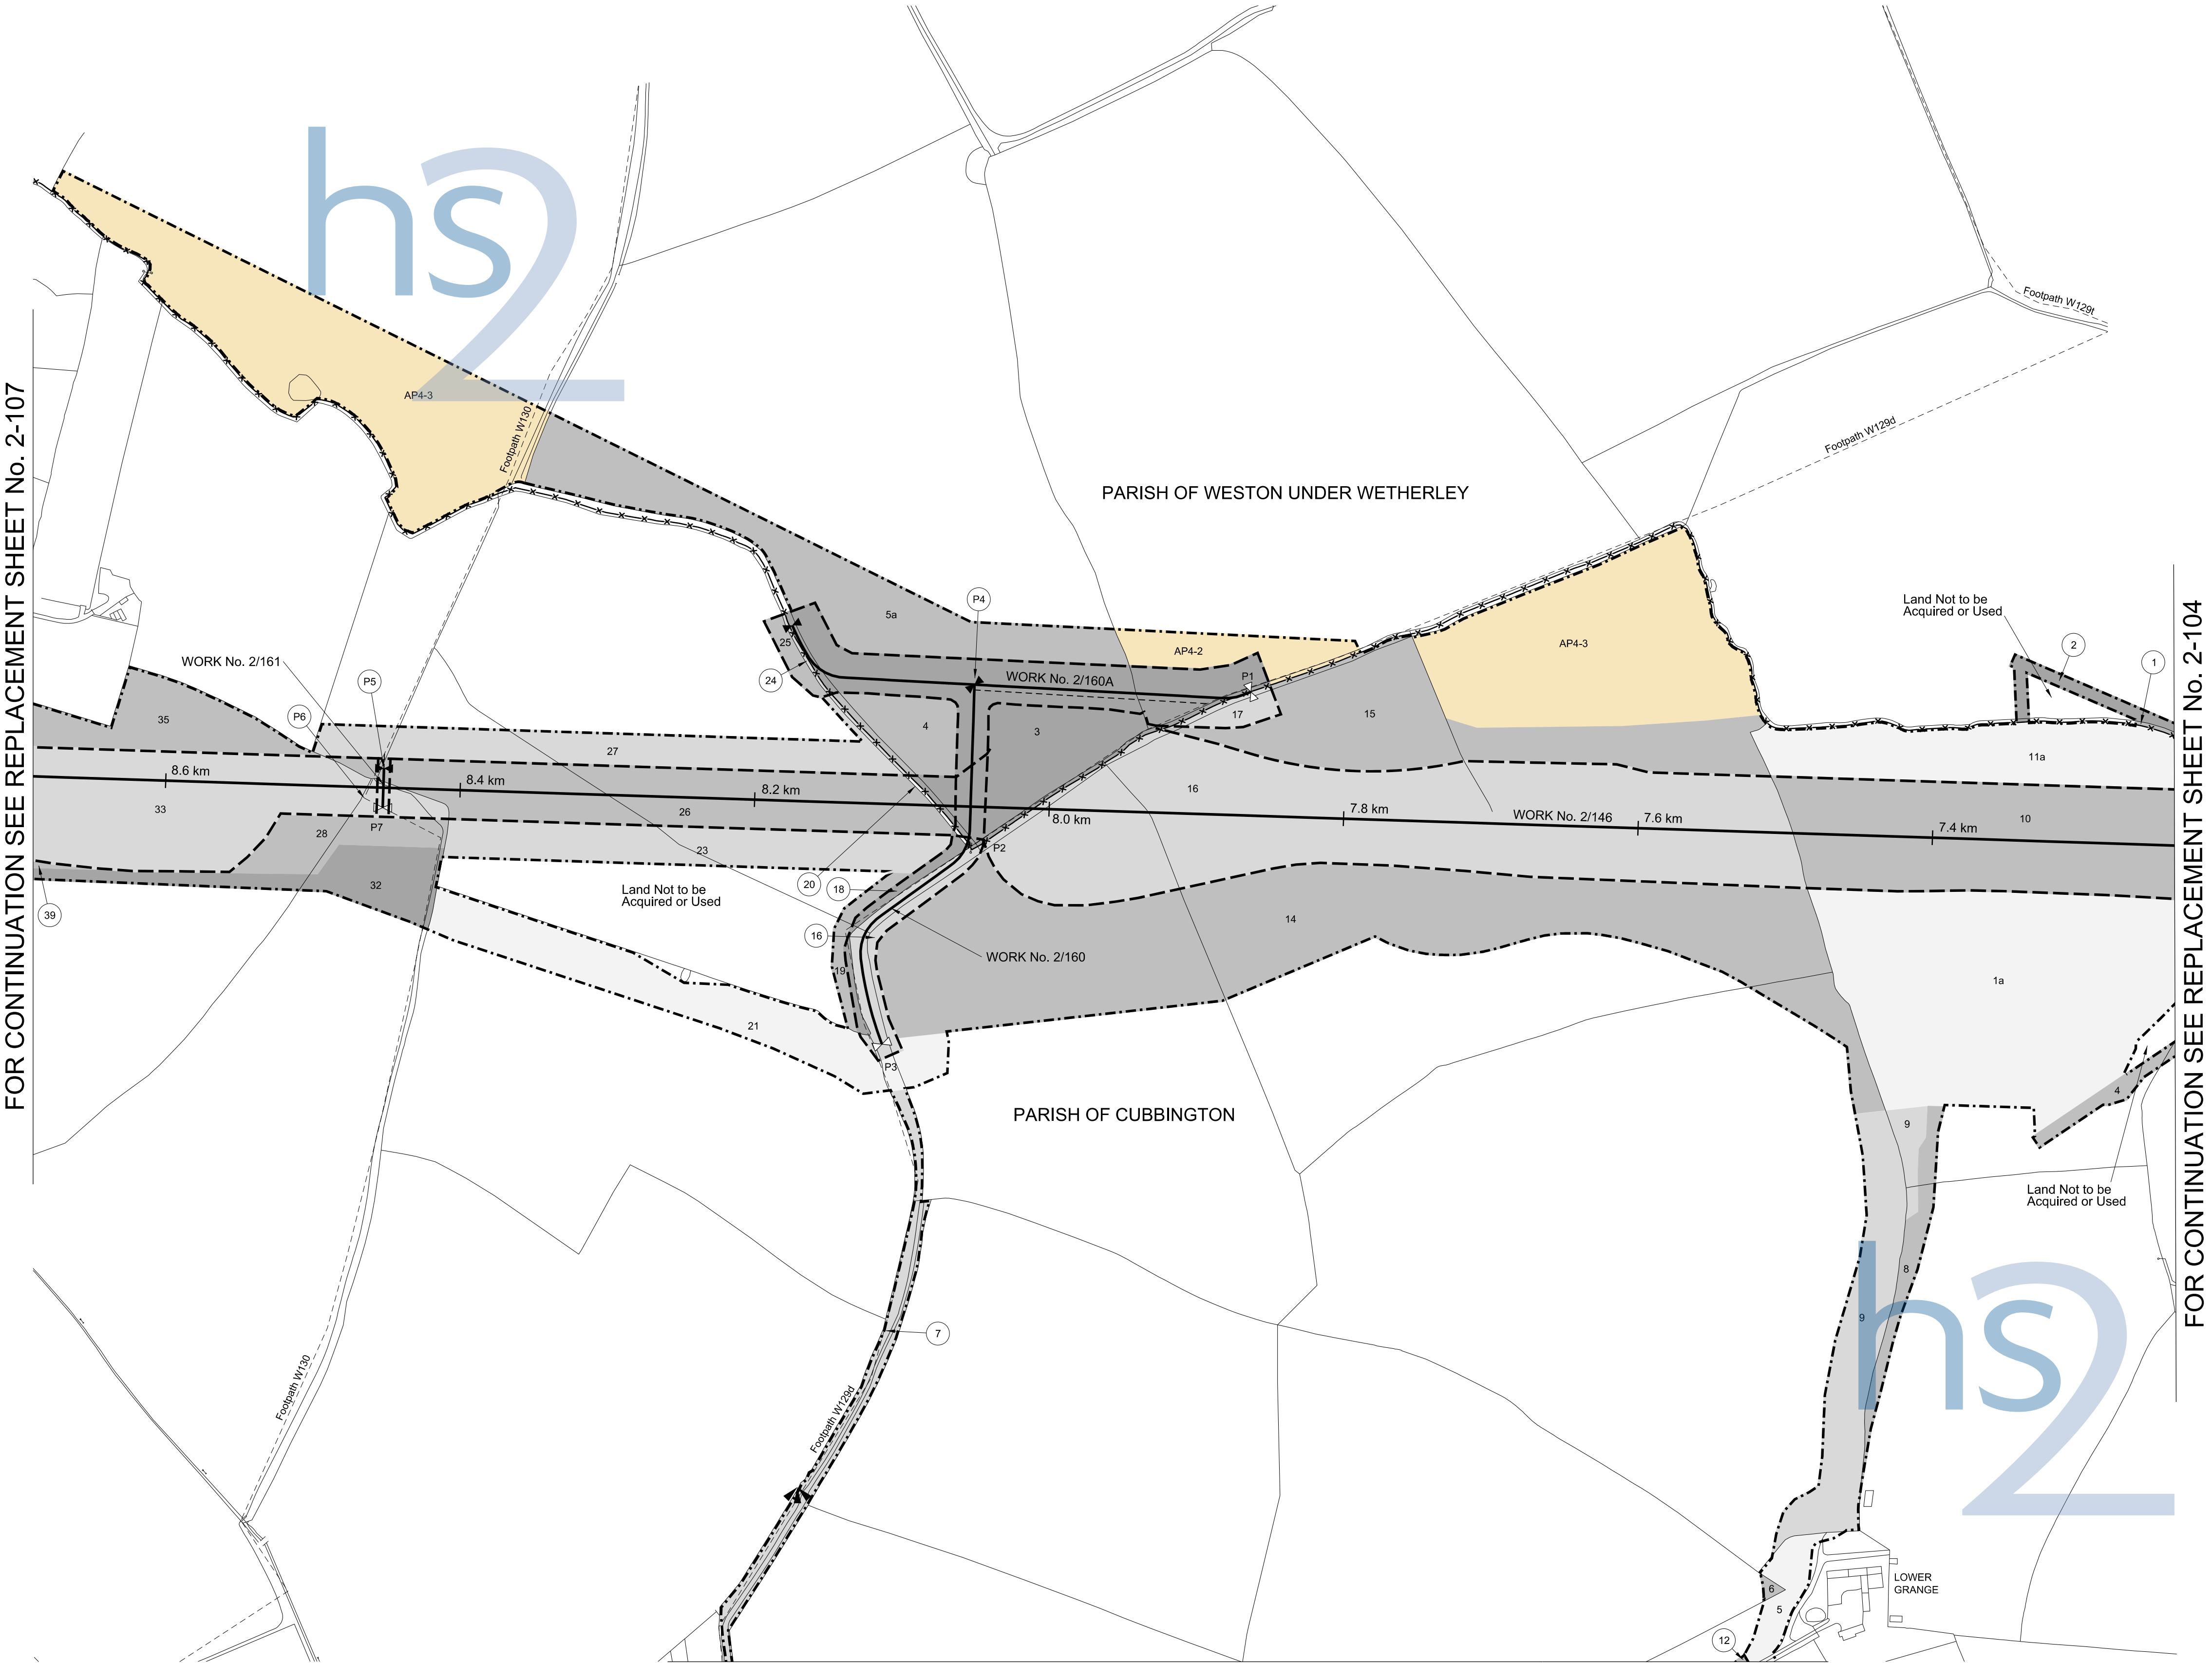 hs2
Footpath W129t
FOR CONTINUATION SEE REPLACEMENT SHEET No. 2-107
AP4-3
Footpath W130
Footpath W129d
PARISH OF WESTON UNDER WETHERLEY
FOR CONTINUATION SEE REPLACEMENT SHEET No. 2-104
Land Not to be
Acquired or Used
P4
5a
25
24
AP4-2
AP4-3
2
1
WORK No. 2/161
P5
P6
WORK No. 2/160A
P1
17
15
35
27
4
3
11a
8.6 km
8.4 km
8.2 km
8.0 km
16
7.8 km
WORK No. 2/146
7.6 km
7.4 km
10
33
26
P7
28
23
P2
32
39
Land Not to be
Acquired or Used
20
18
16
19
WORK No. 2/160
14
1a
21
P3
PARISH OF CUBBINGTON
4
9
Land Not to be
Acquired or Used
8
9
hs2
7
Footpath W130
Footpath W129d
LOWER
GRANGE
6
5
12